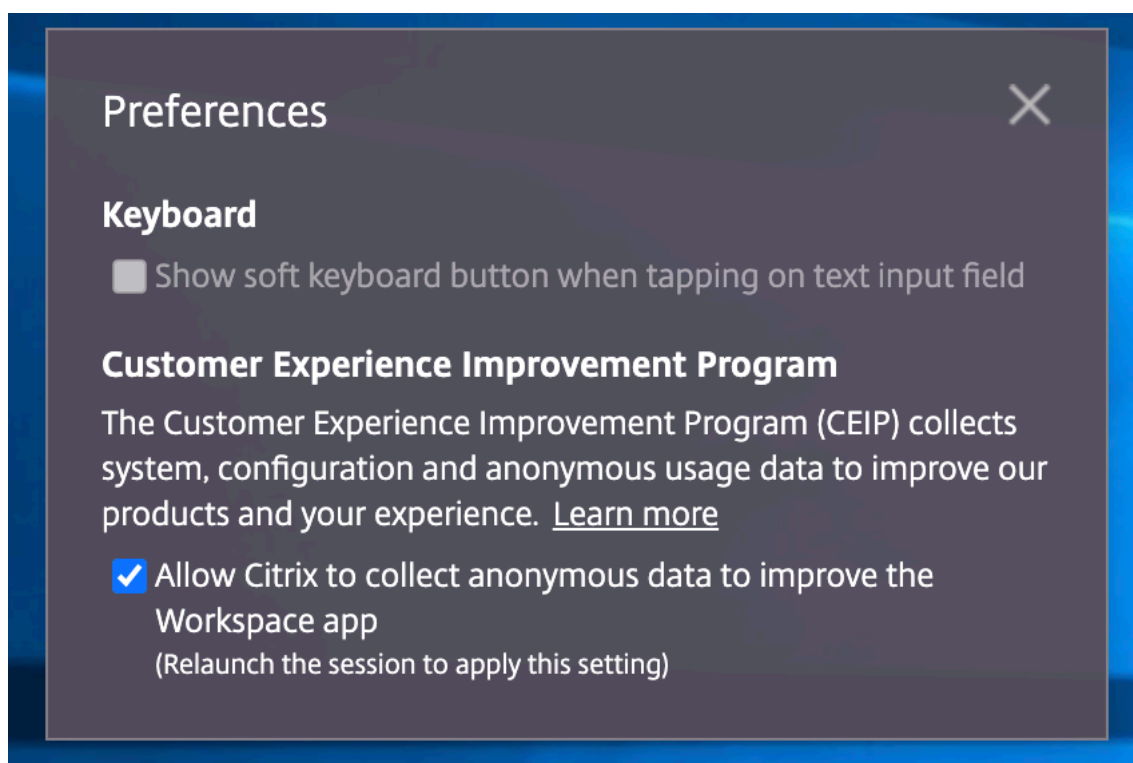 Preferences
Keyboard
Show soft keyboard button when tapping on text input field
Customer Experience Improvement Program
The Customer Experience Improvement Program (CEIP) collects
system, configuration and anonymous usage data to improve our
products and your experience. Learn more
Allow Citrix to collect anonymous data to improve the
Workspace app
(Relaunch the session to apply this setting)